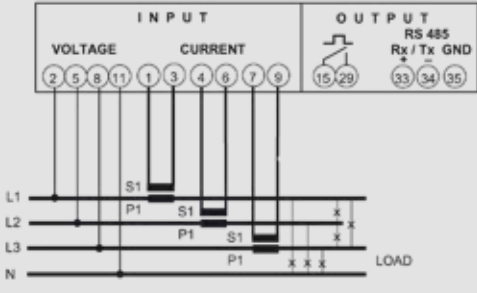 INPUT
OUTPUT
VOLTAGE
CURRENT
RS 485
Rx / Tx GND
+ –
2 5 8 11 1 3 4 6 7 9
15 29 33 34 35
S1
L1
P1
S1
L2
P1
S1
L3
P1
LOAD
N